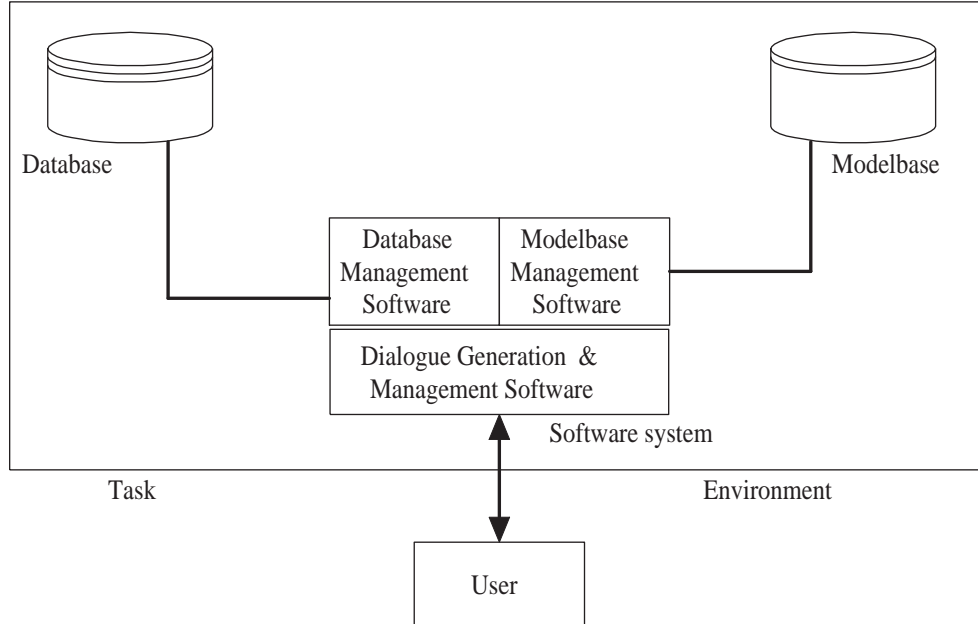 Database
Modelbase
Database
Management
Software
Modelbase
Management
Software
Dialogue Generation &
Management Software
Software system
Task
Environment
User